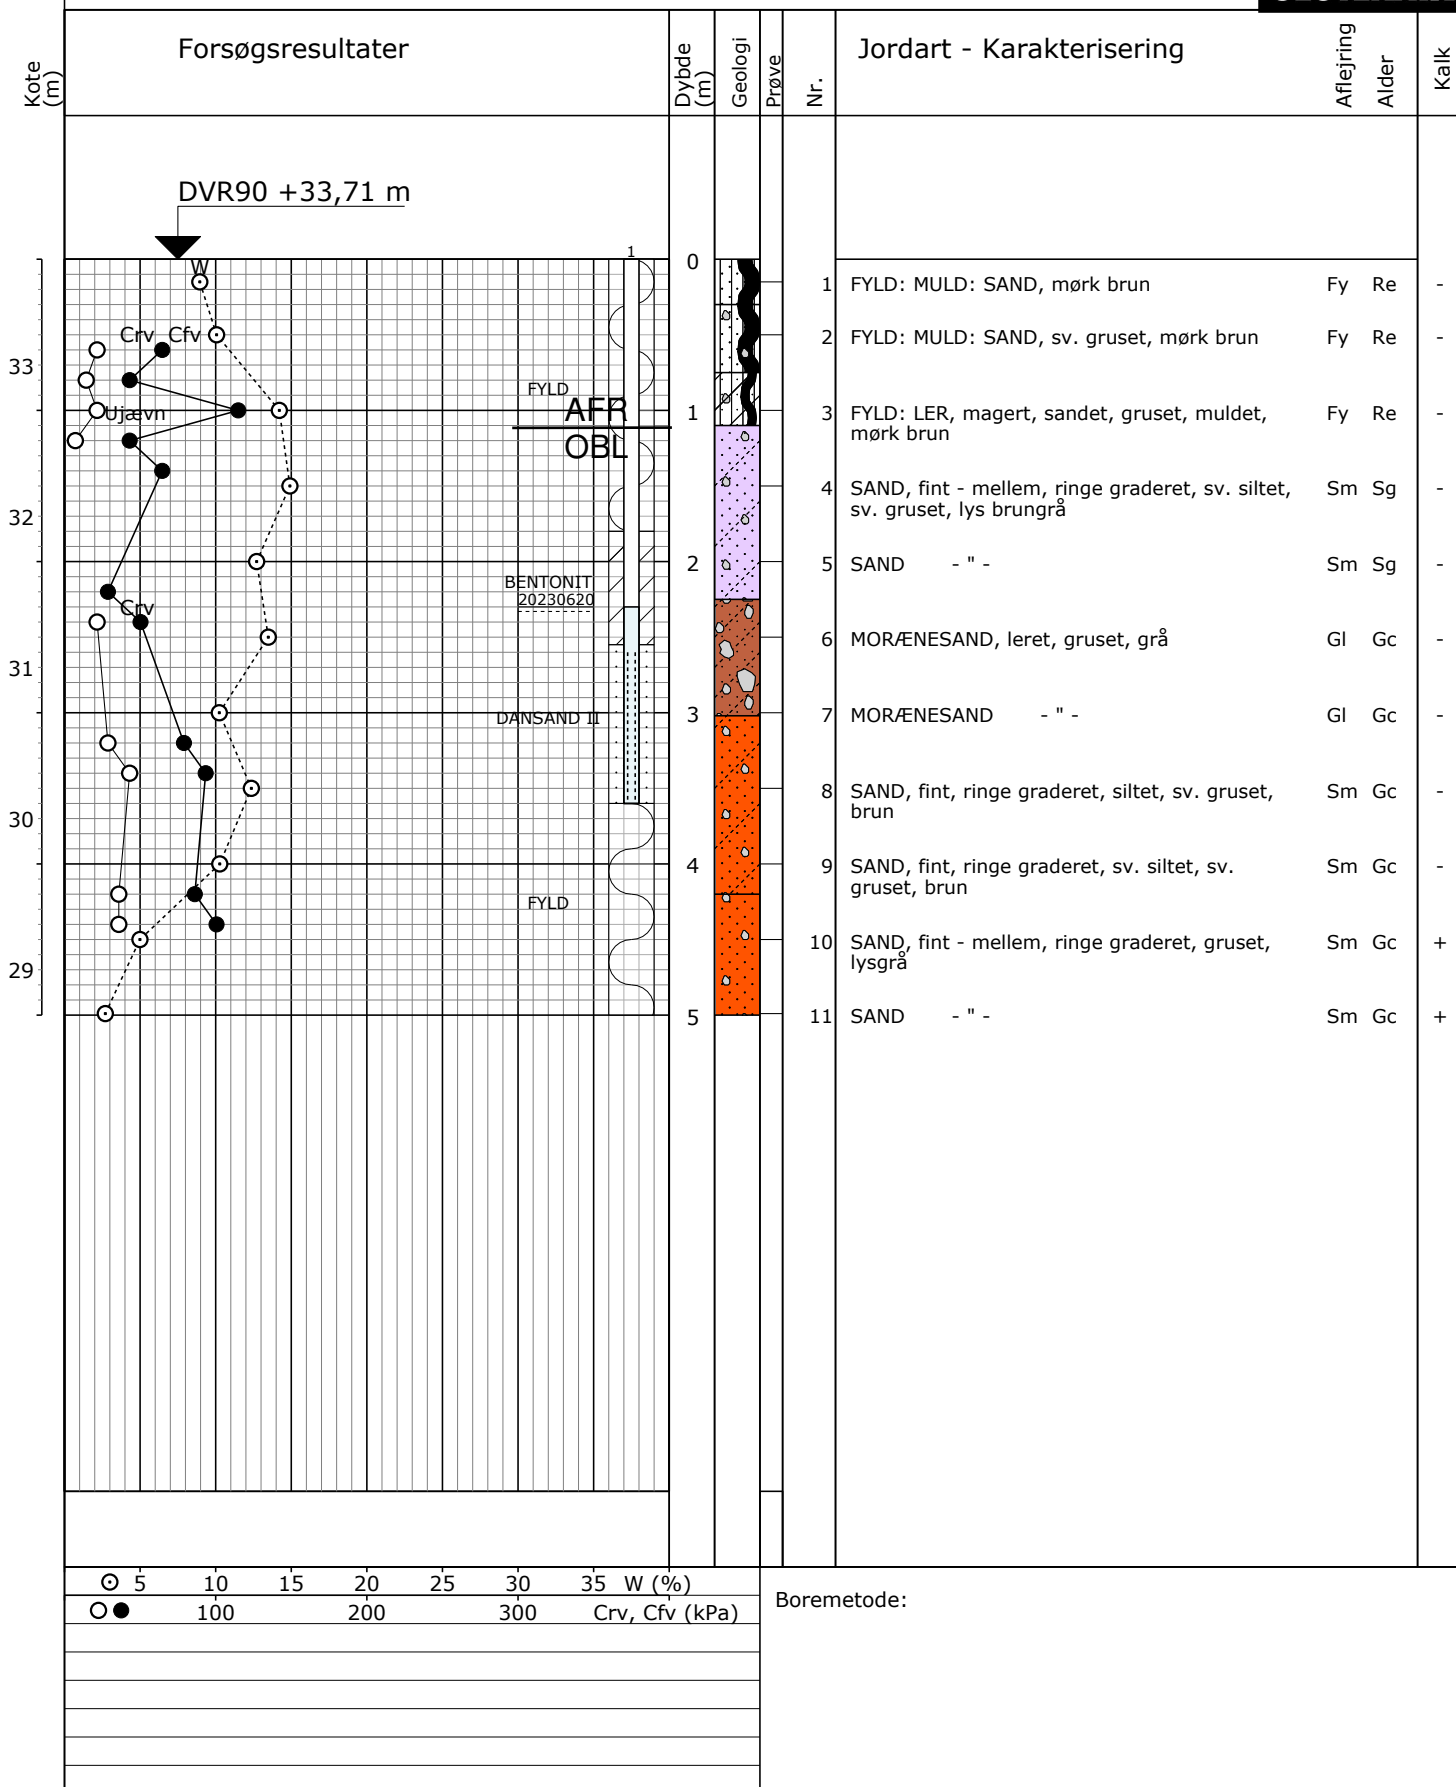 Kote (m)
Forsøgsresultater
Dybde (m)
Geologi
Prøve
Nr.
Jordart - Karakterisering
Aflejring
Alder
Kalk
DVR90 +33,71 m
1
W
0
1 FYLD: MULD: SAND, mørk brun Fy Re -
Crv Cfv
2 FYLD: MULD: SAND, sv. gruset, mørk brun Fy Re -
33
FYLD
AFR
Ujævn
1
OBL
3 FYLD: LER, magert, sandet, gruset, muldet, Fy Re -
mørk brun
4 SAND, fint - mellem, ringe graderet, sv. siltet, Sm Sg -
sv. gruset, lys brungrå
32
2
5 SAND - " - Sm Sg -
BENTONIT
20230620
Crv
6 MORÆNESAND, leret, gruset, grå Gl Gc -
31
DANSAND II
3
7 MORÆNESAND - " - Gl Gc -
8 SAND, fint, ringe graderet, siltet, sv. gruset, Sm Gc -
brun
30
4
9 SAND, fint, ringe graderet, sv. siltet, sv. Sm Gc -
gruset, brun
FYLD
10 SAND, fint - mellem, ringe graderet, gruset, Sm Gc +
lysgrå
29
5
11 SAND - " - Sm Gc +
5 10 15 20 25 30 35 W (%)
100 200 300 Crv, Cfv (kPa)
Boremetode: